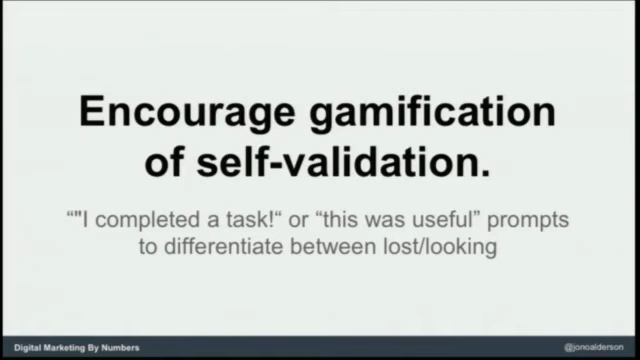 Encourage gamification
of self-validation.
“"I completed a task!“ or “this was useful” prompts
to differentiate between lost/looking
Digital Marketing By Numbers
@jonoalderson